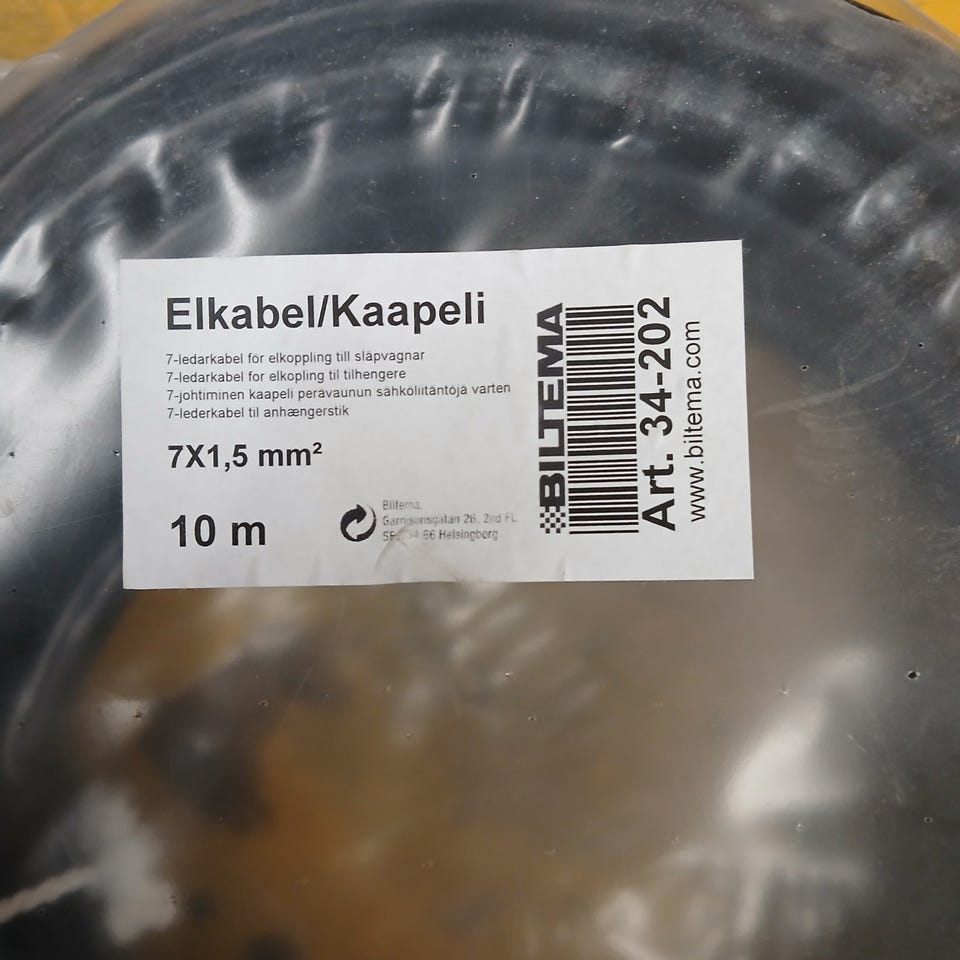 Elkabel/Kaapeli
7-ledarkabel för elkoppling till släpvagnar
7-ledarkabel for elkopling til tilhengere
7-johtiminen kaapeli perävaunun sähköliitäntöjä varten
7-lederkabel til anhængerstik
7X1,5 mm²
10 m
Biltema,
Garnisonsgatan 26, 2nd FL.
66 Helsingborg
BILTEMA
Art. 34-202
www.biltema.com